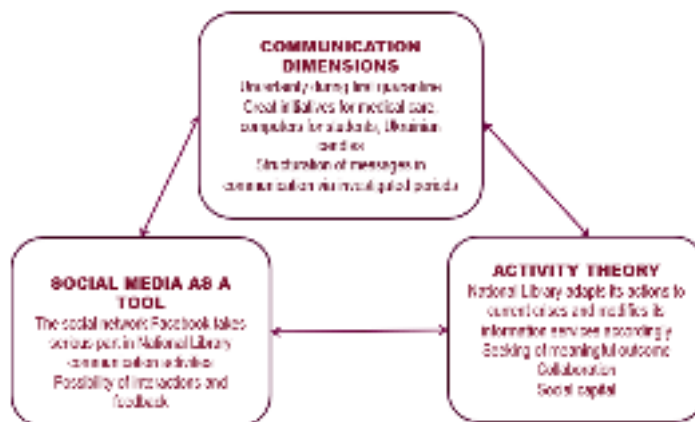 COMMUNICATION
DIMENSIONS
Uncertainty during first quarantine
Great initiatives for medical care,
computers for students, Ukrainian
candles
Structuration of messages in
communication via investigated periods
SOCIAL MEDIA AS A
TOOL
The social network Facebook takes
serious part in National Library
communication activities
Possibility of interactions and
feedback
ACTIVITY THEORY
National Library adapts its actions to
current crises and modifies its
information services accordingly
Seeking of meaningful outcome
Collaboration
Social capital